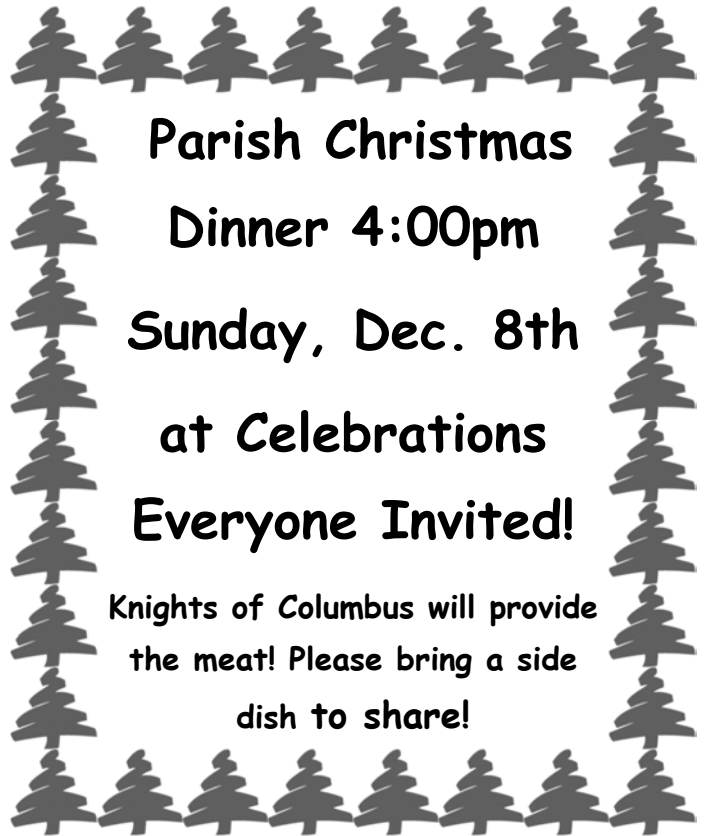 Parish Christmas
Dinner 4:00pm
Sunday, Dec. 8th
at Celebrations
Everyone Invited!
Knights of Columbus will provide
the meat! Please bring a side
dish to share!